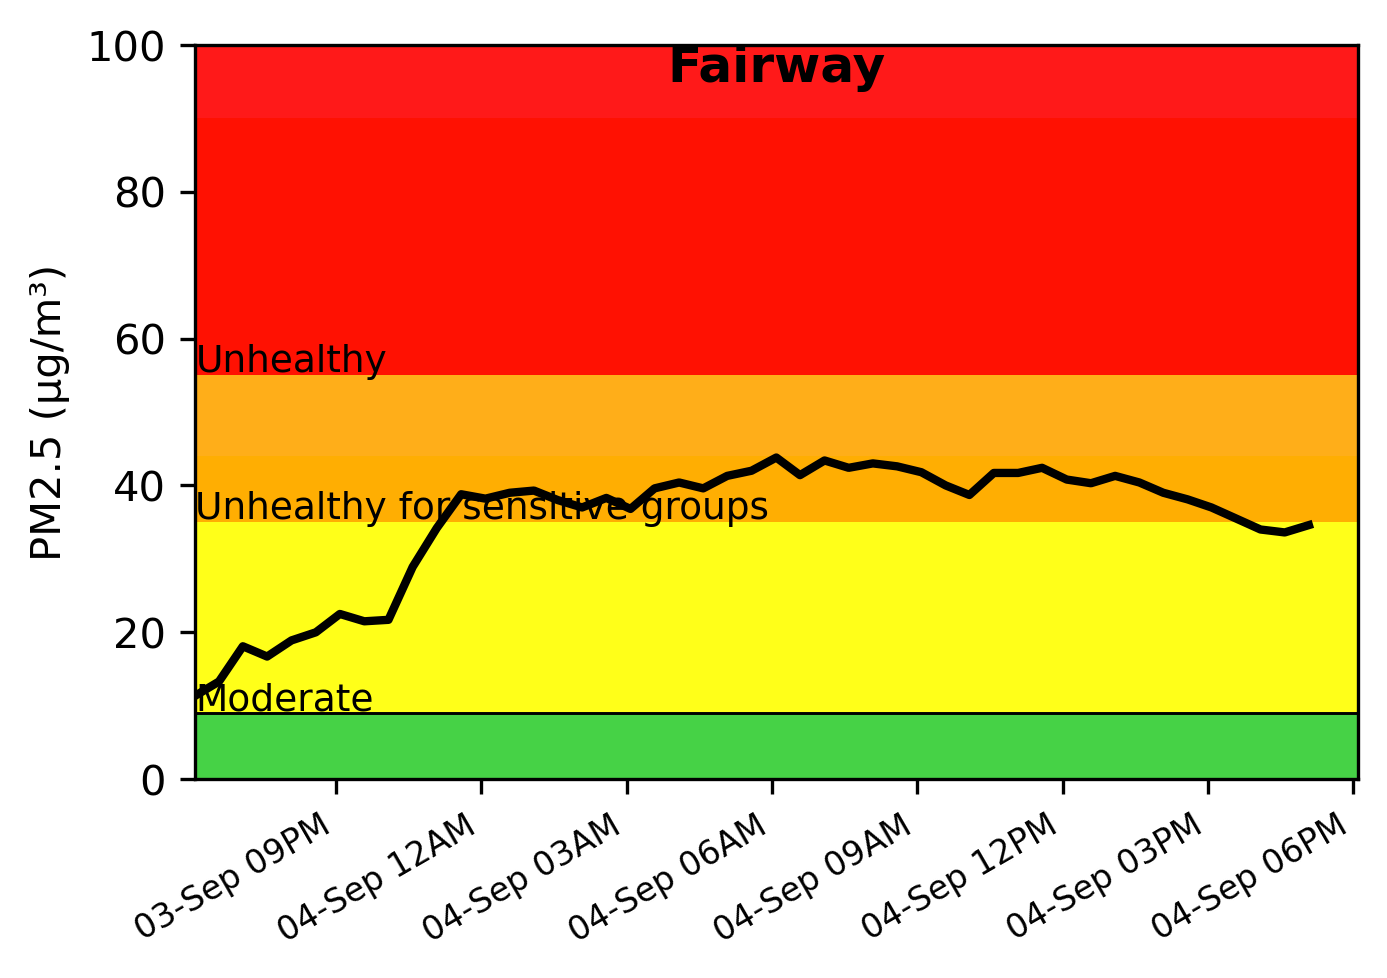 Fairway
PM2.5 (µg/m³)
100
80
60
40
20
0
Unhealthy
Unhealthy for sensitive groups
Moderate
03-Sep 09PM
04-Sep 12AM
04-Sep 03AM
04-Sep 06AM
04-Sep 09AM
04-Sep 12PM
04-Sep 03PM
04-Sep 06PM